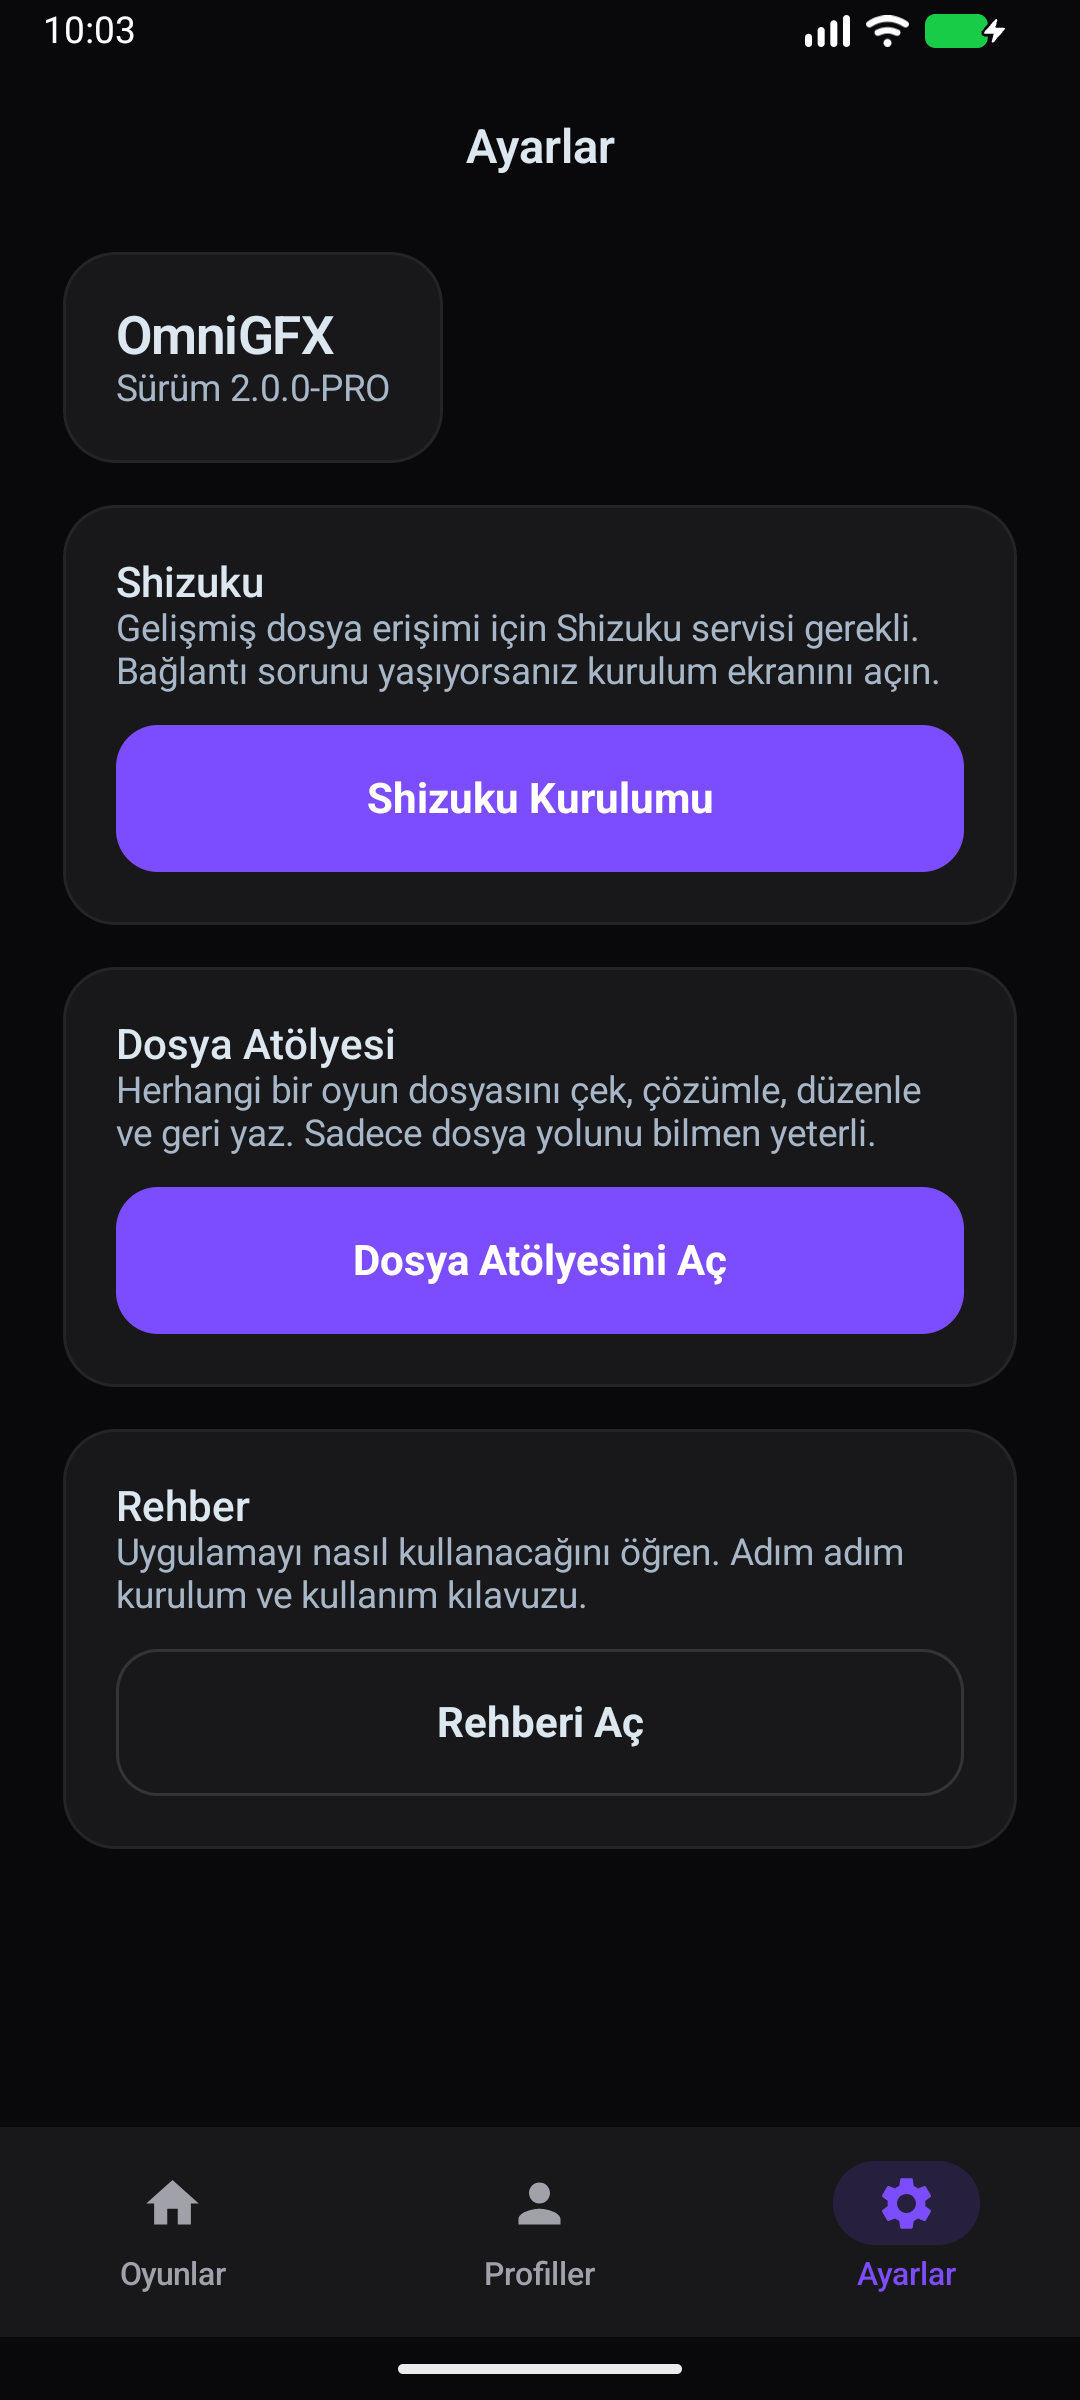 10:03
Ayarlar
OmniGFX
Sürüm 2.0.0-PRO
Shizuku
Gelişmiş dosya erişimi için Shizuku servisi gerekli.
Bağlantı sorunu yaşıyorsanız kurulum ekranını açın.
Shizuku Kurulumu
Dosya Atölyesi
Herhangi bir oyun dosyasını çek, çözümle, düzenle
ve geri yaz. Sadece dosya yolunu bilmen yeterli.
Dosya Atölyesini Aç
Rehber
Uygulamayı nasıl kullanacağını öğren. Adım adım
kurulum ve kullanım kılavuzu.
Rehberi Aç
Oyunlar
Profiller
Ayarlar